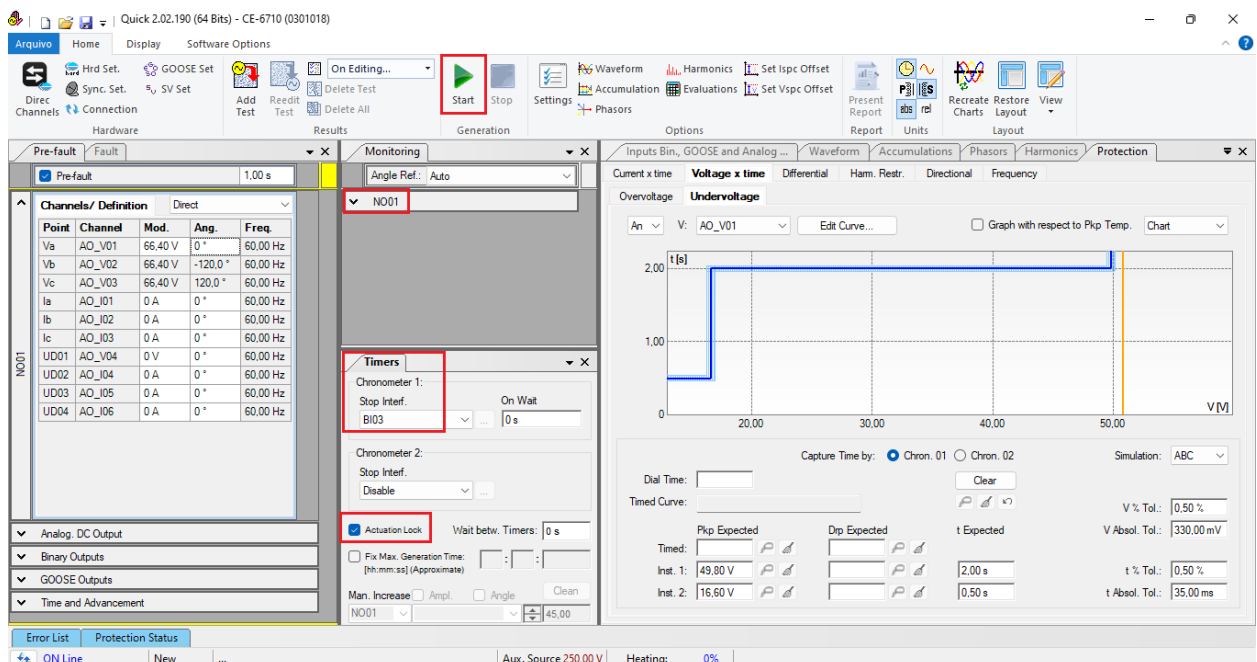 Quick 2.02.190 (64 Bits) - CE-6710 (0301018)
Arquivo Home Display Software Options
Direc Channels
Hrd Set.
Sync. Set.
Connection
GOOSE Set
SV Set
Hardware
Add Test
Reedit Test
On Editing...
Delete Test
Delete All
Results
Start
Stop
Generation
Settings
Waveform
Accumulation
Phasors
Harmonics
Evaluations
Set Ispc Offset
Set Vspc Offset
Options
Present Report
Report
abs rel
Units
Recreate Charts
Restore Layout
View
Layout
Pre-fault Fault
Pre-fault 1,00 s
NO01
Channels/ Definition Direct
Point Channel Mod. Ang. Freq.
Va AO_V01 66,40 V 0 ° 60,00 Hz
Vb AO_V02 66,40 V -120,0 ° 60,00 Hz
Vc AO_V03 66,40 V 120,0 ° 60,00 Hz
Ia AO_I01 0 A 0 ° 60,00 Hz
Ib AO_I02 0 A 0 ° 60,00 Hz
Ic AO_I03 0 A 0 ° 60,00 Hz
UD01 AO_V04 0 V 0 ° 60,00 Hz
UD02 AO_I04 0 A 0 ° 60,00 Hz
UD03 AO_I05 0 A 0 ° 60,00 Hz
UD04 AO_I06 0 A 0 ° 60,00 Hz
Analog. DC Output
Binary Outputs
GOOSE Outputs
Time and Advancement
Monitoring
Angle Ref.: Auto
NO01
Timers
Chronometer 1:
Stop Interf. On Wait
BI03 ... 0 s
Chronometer 2:
Stop Interf.
Disable ...
Actuation Lock Wait betw. Timers: 0 s
Fix Max. Generation Time: : :
[hh:mm:ss] (Approximate)
Man. Increase Ampl. Angle Clean
NO01 45,00
Inputs Bin., GOOSE and Analog ... Waveform Accumulations Phasors Harmonics Protection
Current x time Voltage x time Differential Harm. Restr. Directional Frequency
Overvoltage Undervoltage
An V: AO_V01 Edit Curve... Graph with respect to Pkp Temp. Chart
t [s]
2,00
1,00
0
20,00 30,00 40,00 50,00
V [V]
Capture Time by: Chron. 01 Chron. 02 Simulation: ABC
Dial Time: Clear
Timed Curve: V % Tol.: 0,50 %
Pkp Expected Drp Expected t Expected V Absol. Tol.: 330,00 mV
Timed:
Inst. 1: 49,80 V 2,00 s t % Tol.: 0,50 %
Inst. 2: 16,60 V 0,50 s t Absol. Tol.: 35,00 ms
Error List Protection Status
ON Line New ... Aux. Source 250.00 V Heating: 0%